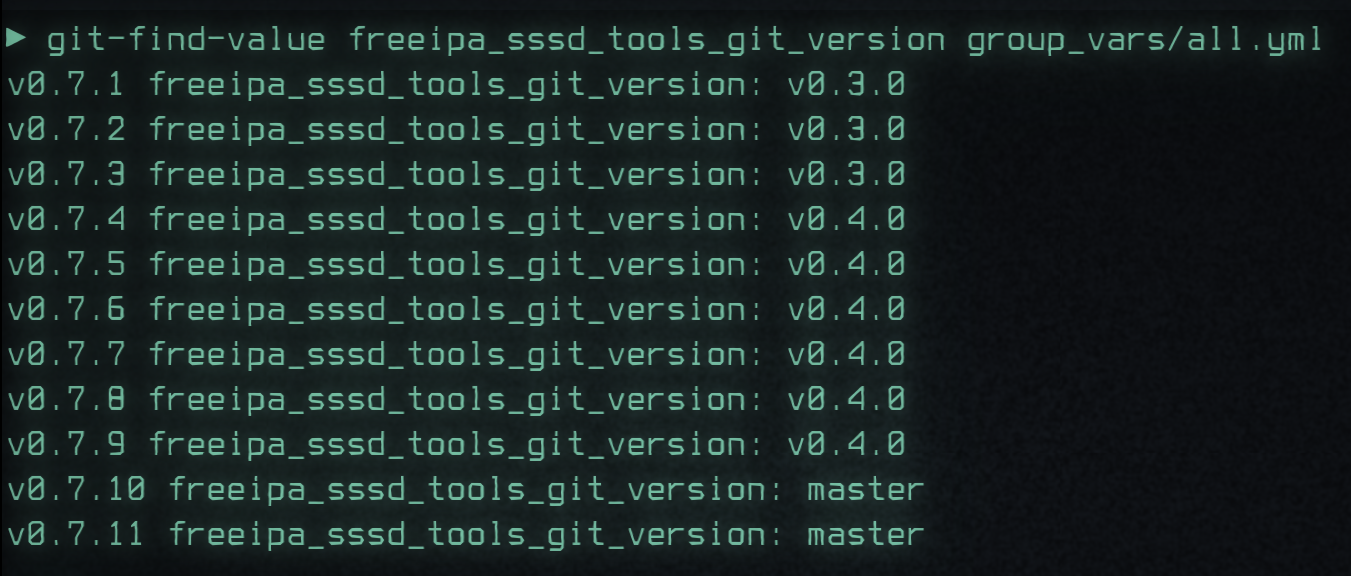 ▶ git-find-value freeipa_sssd_tools_git_version group_vars/all.yml
v0.7.1 freeipa_sssd_tools_git_version: v0.3.0
v0.7.2 freeipa_sssd_tools_git_version: v0.3.0
v0.7.3 freeipa_sssd_tools_git_version: v0.3.0
v0.7.4 freeipa_sssd_tools_git_version: v0.4.0
v0.7.5 freeipa_sssd_tools_git_version: v0.4.0
v0.7.6 freeipa_sssd_tools_git_version: v0.4.0
v0.7.7 freeipa_sssd_tools_git_version: v0.4.0
v0.7.8 freeipa_sssd_tools_git_version: v0.4.0
v0.7.9 freeipa_sssd_tools_git_version: v0.4.0
v0.7.10 freeipa_sssd_tools_git_version: master
v0.7.11 freeipa_sssd_tools_git_version: master